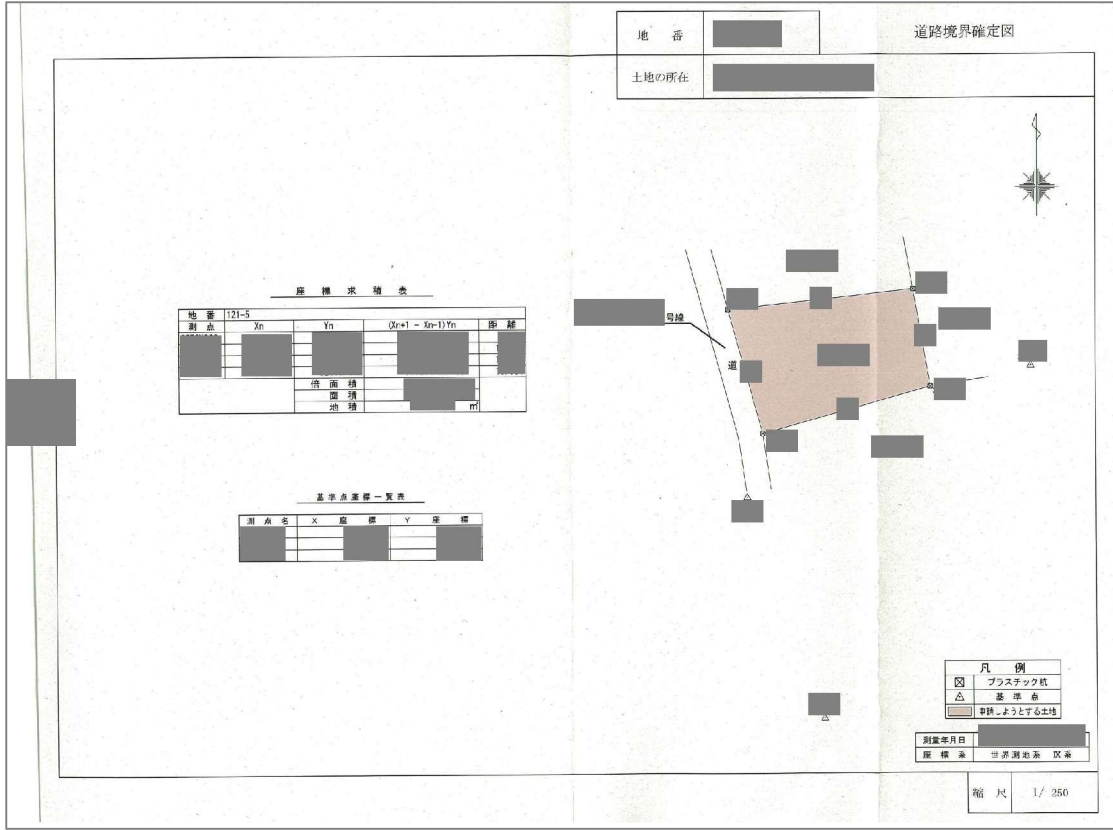 道路境界確定図
地 番
土地の所在
座 標 求 積 表
地 番 121-5
測 点 Xn Yn (Xn+1 - Xn-1)Yn 距 離
倍 面 積
面 積
地 積 ㎡
基 準 点 座 標 一 覧 表
測 点 名 X 座 標 Y 座 標
号線
道
凡 例
プラスチック杭
基 準 点
申請しようとする土地
測量年月日
座 標 系 世界測地系 Ⅸ系
縮 尺 1/ 250